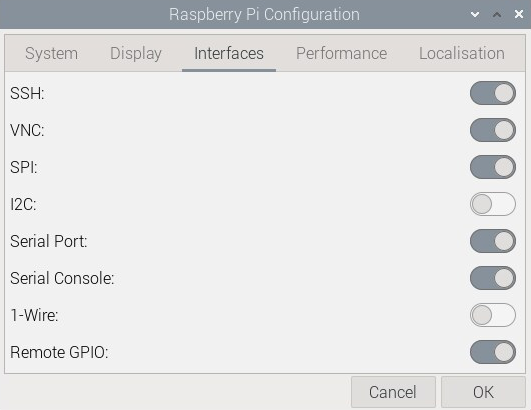 Raspberry Pi Configuration
System Display Interfaces Performance Localisation
SSH:
VNC:
SPI:
I2C:
Serial Port:
Serial Console:
1-Wire:
Remote GPIO:
Cancel OK